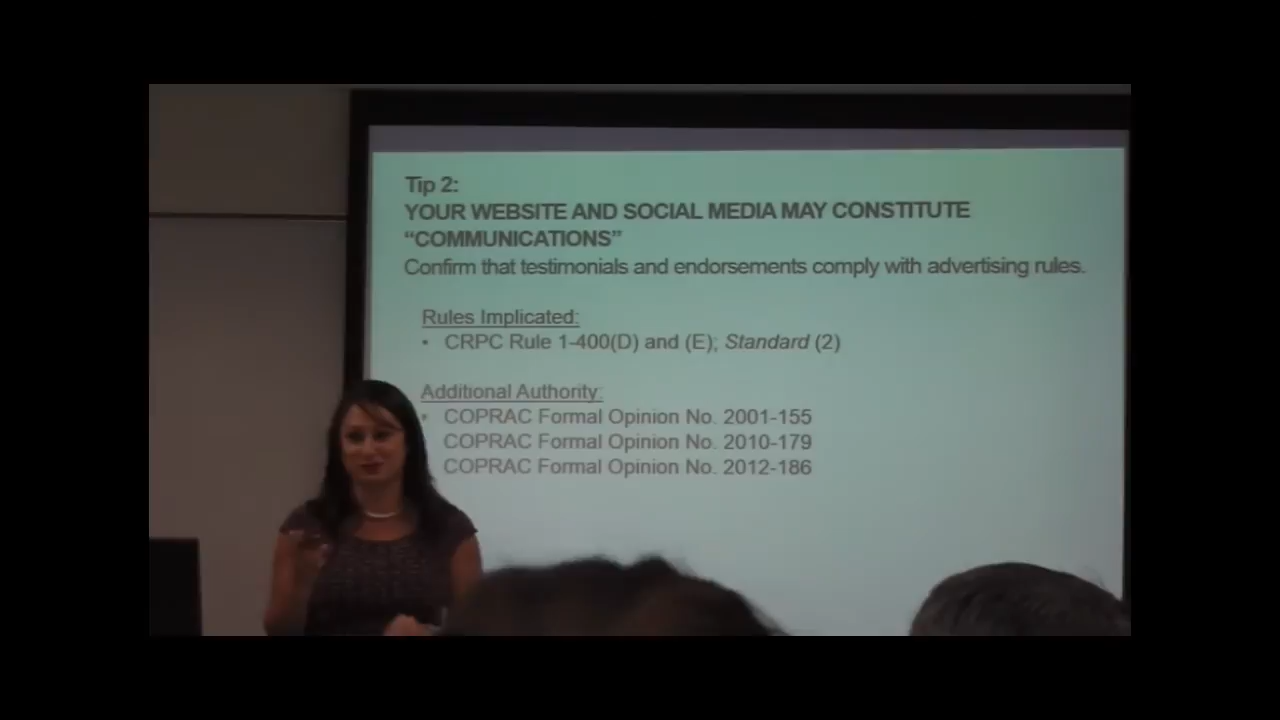 Tip 2:
YOUR WEBSITE AND SOCIAL MEDIA MAY CONSTITUTE
“COMMUNICATIONS”
Confirm that testimonials and endorsements comply with advertising rules.
Rules Implicated:
• CRPC Rule 1-400(D) and (E); Standard (2)
Additional Authority:
• COPRAC Formal Opinion No. 2001-155
COPRAC Formal Opinion No. 2010-179
COPRAC Formal Opinion No. 2012-186